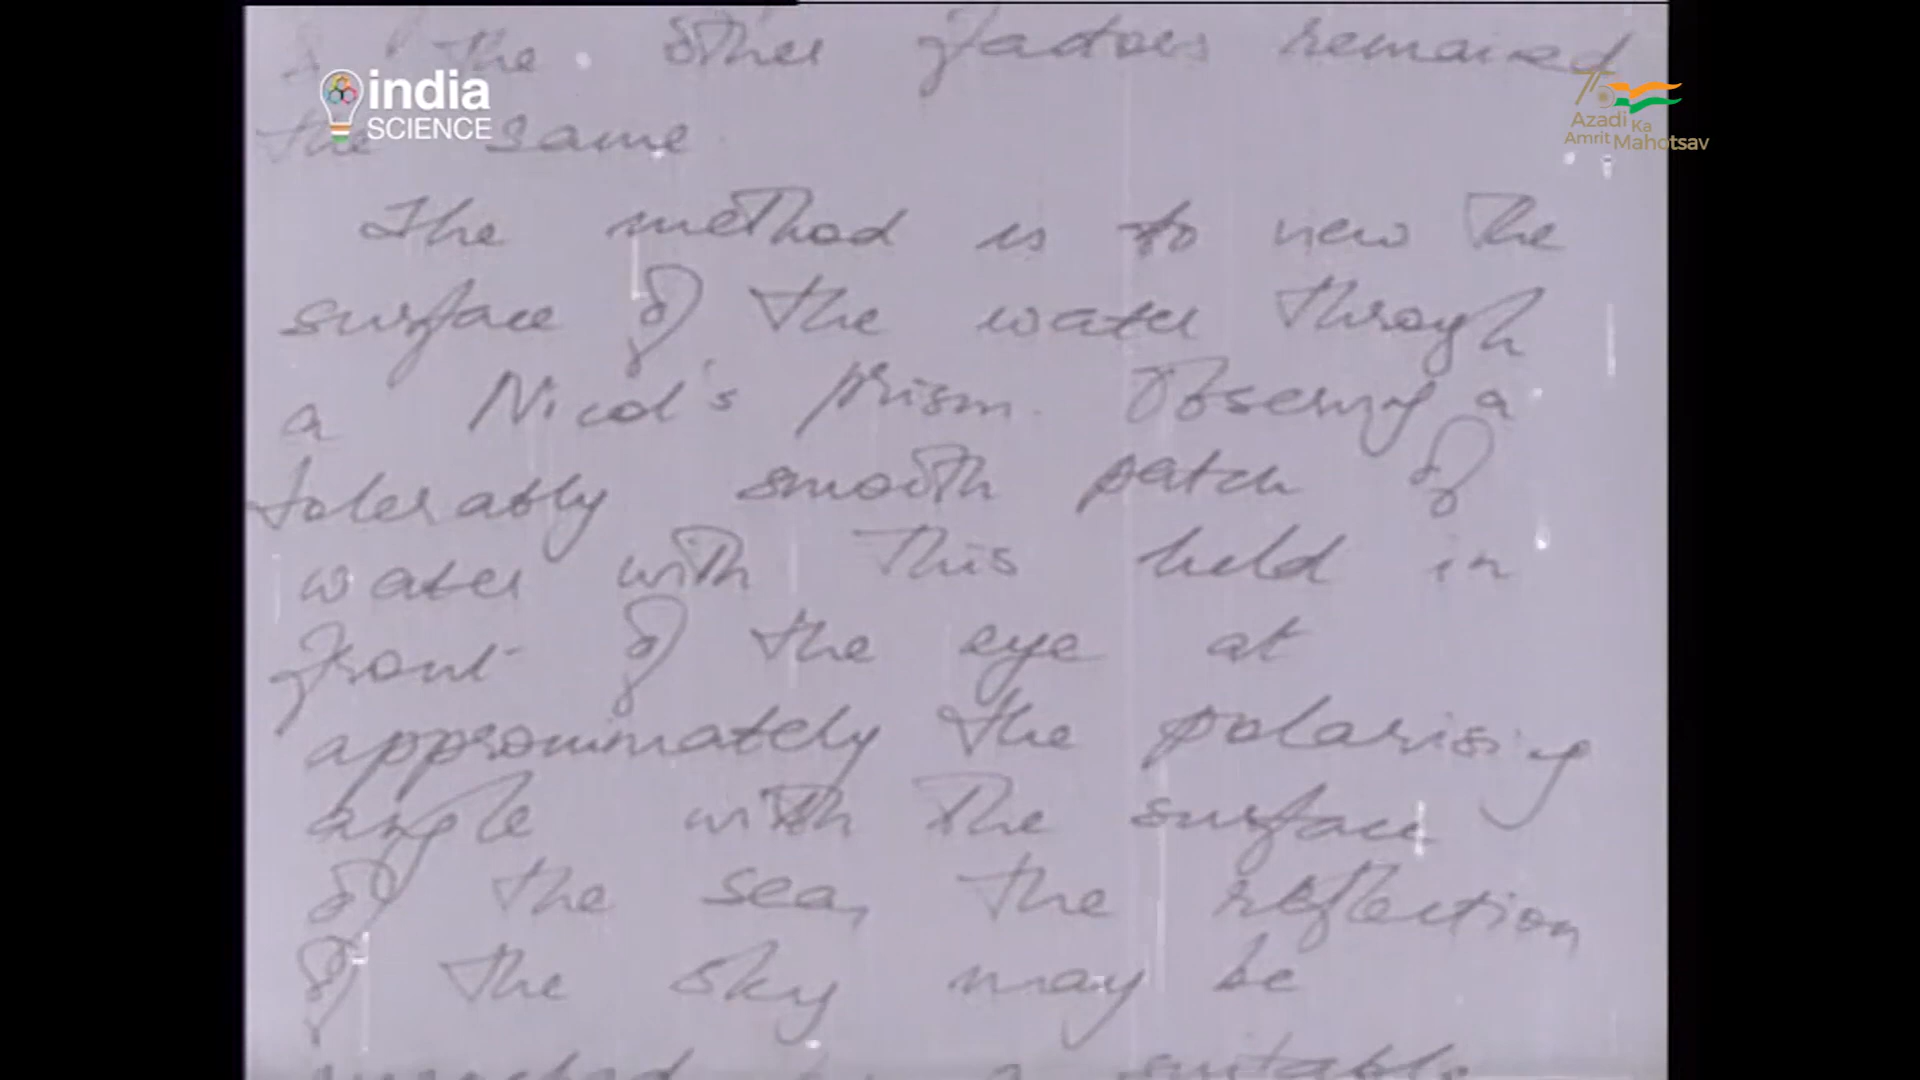 the other factors remained
the same
The method is to view the
surface of the water through
a Nicol's prism. Observing a
tolerably smooth patch of
water with this held in
front of the eye at
approximately the polarising
angle with the surface
of the sea, the reflection
of the sky may be
a suitable
india
SCIENCE
75
Azadi Ka
Amrit Mahotsav